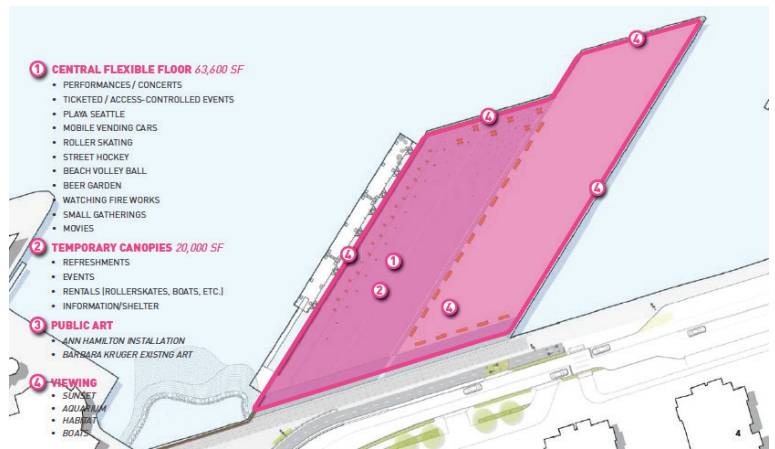 1 CENTRAL FLEXIBLE FLOOR 63,600 SF
• PERFORMANCES / CONCERTS
• TICKETED / ACCESS-CONTROLLED EVENTS
• PLAYA SEATTLE
• MOBILE VENDING CARS
• ROLLER SKATING
• STREET HOCKEY
• BEACH VOLLEY BALL
• BEER GARDEN
• WATCHING FIRE WORKS
• SMALL GATHERINGS
• MOVIES
2 TEMPORARY CANOPIES 20,000 SF
• REFRESHMENTS
• EVENTS
• RENTALS (ROLLERSKATES, BOATS, ETC.)
• INFORMATION/SHELTER
3 PUBLIC ART
• ANN HAMILTON INSTALLATION
• BARBARA KRUGER EXISTNG ART
4 VIEWING
• SUNSET
• AQUARIUM
• HABITAT
• BOATS
4
4
4
4
1
2
4
4